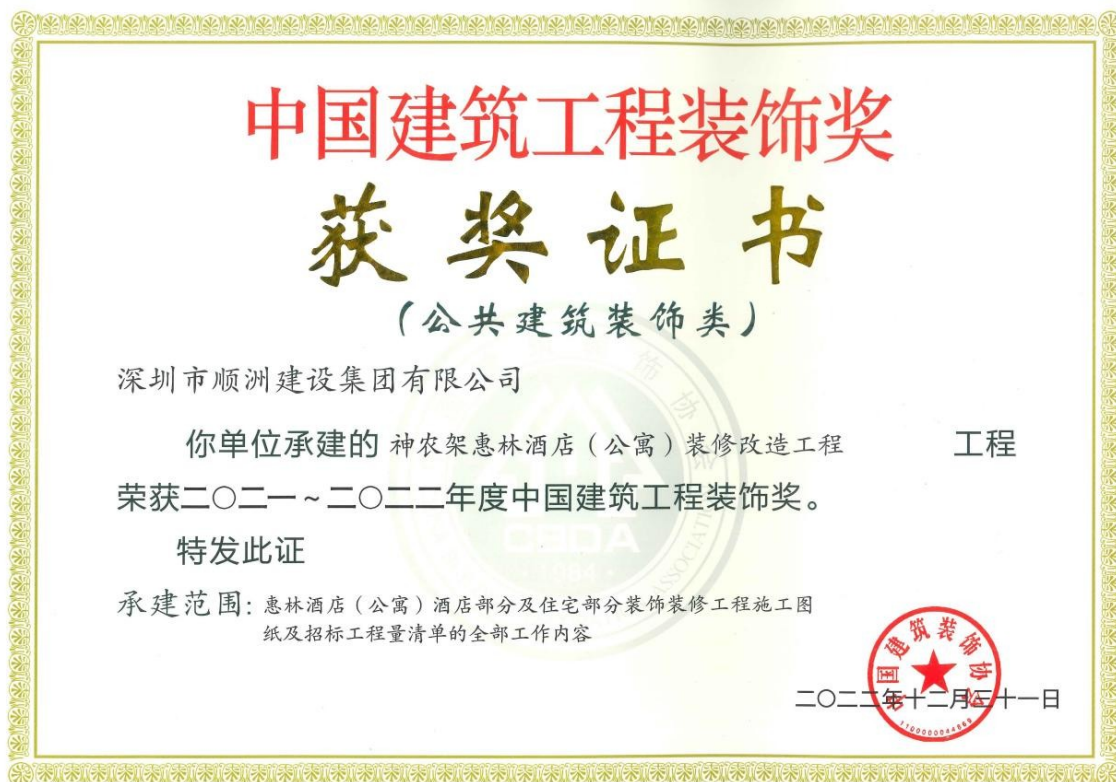 中国建筑工程装饰奖
获奖证书
(公共建筑装饰类)
深圳市顺洲建设集团有限公司
你单位承建的 神农架惠林酒店(公寓)装修改造工程 工程
荣获二〇二一~二〇二二年度中国建筑工程装饰奖。
特发此证
承建范围: 惠林酒店(公寓)酒店部分及住宅部分装饰装修工程施工图
纸及招标工程量清单的全部工作内容
中国建筑装饰协会
二〇二二年十二月三十一日
CBDA
·1984·